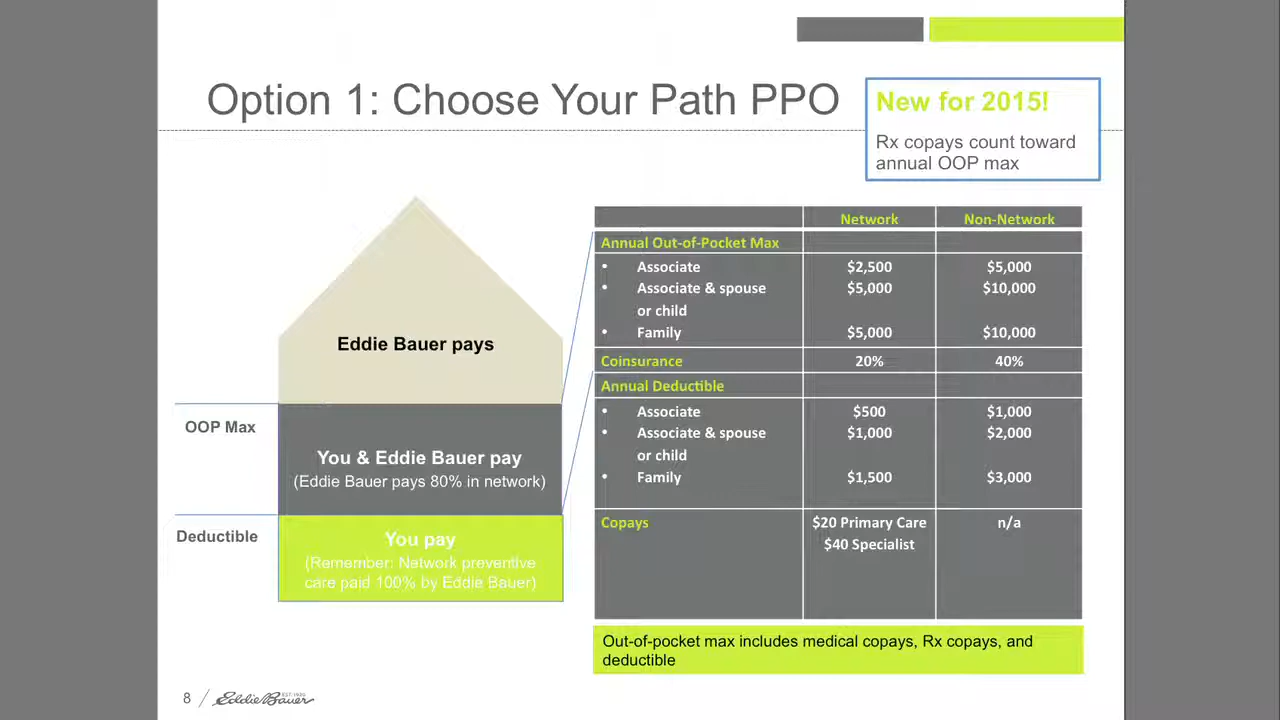 Option 1: Choose Your Path PPO
New for 2015!
Rx copays count toward
annual OOP max
Eddie Bauer pays
OOP Max
You & Eddie Bauer pay
(Eddie Bauer pays 80% in network)
Deductible
You pay
(Remember: Network preventive
care paid 100% by Eddie Bauer)
Network Non-Network
Annual Out-of-Pocket Max
• Associate $2,500 $5,000
• Associate & spouse $5,000 $10,000
or child
• Family $5,000 $10,000
Coinsurance 20% 40%
Annual Deductible
• Associate $500 $1,000
• Associate & spouse $1,000 $2,000
or child
• Family $1,500 $3,000
Copays $20 Primary Care n/a
$40 Specialist
Out-of-pocket max includes medical copays, Rx copays, and
deductible
8 / Eddie Bauer